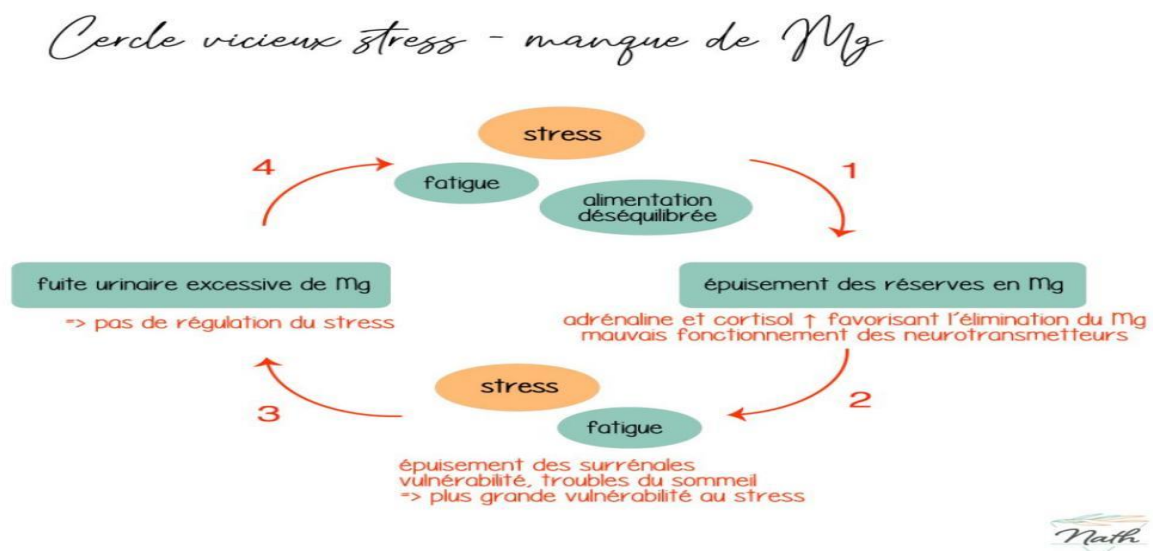 Cercle vicieux stress - manque de Mg
stress
fatigue
alimentation
déséquilibrée
1
épuisement des réserves en Mg
adrénaline et cortisol ↑ favorisant l'élimination du Mg
mauvais fonctionnement des neurotransmetteurs
2
stress
fatigue
épuisement des surrénales
vulnérabilité, troubles du sommeil
=> plus grande vulnérabilité au stress
3
fuite urinaire excessive de Mg
=> pas de régulation du stress
4
Nath